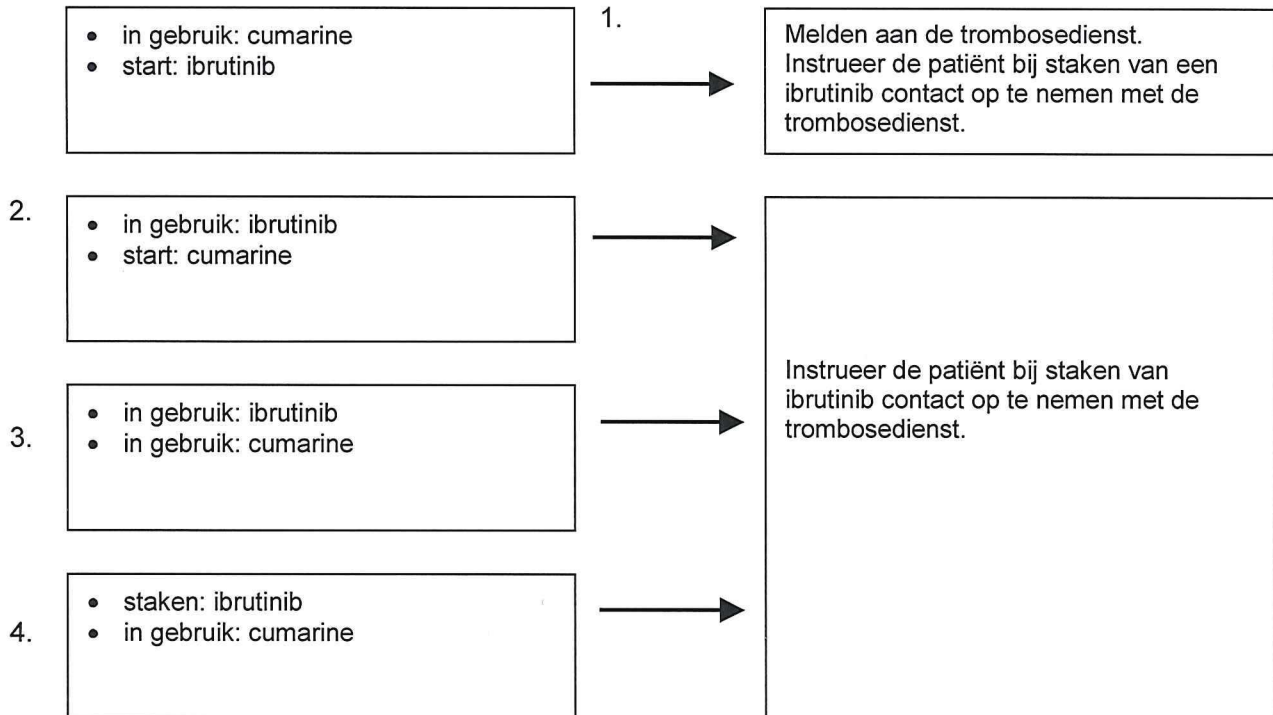 1.
• in gebruik: cumarine
• start: ibrutinib
Melden aan de trombosedienst.
Instrueer de patiënt bij staken van een
ibrutinib contact op te nemen met de
trombosedienst.
2.
• in gebruik: ibrutinib
• start: cumarine
3.
• in gebruik: ibrutinib
• in gebruik: cumarine
Instrueer de patiënt bij staken van
ibrutinib contact op te nemen met de
trombosedienst.
4.
• staken: ibrutinib
• in gebruik: cumarine